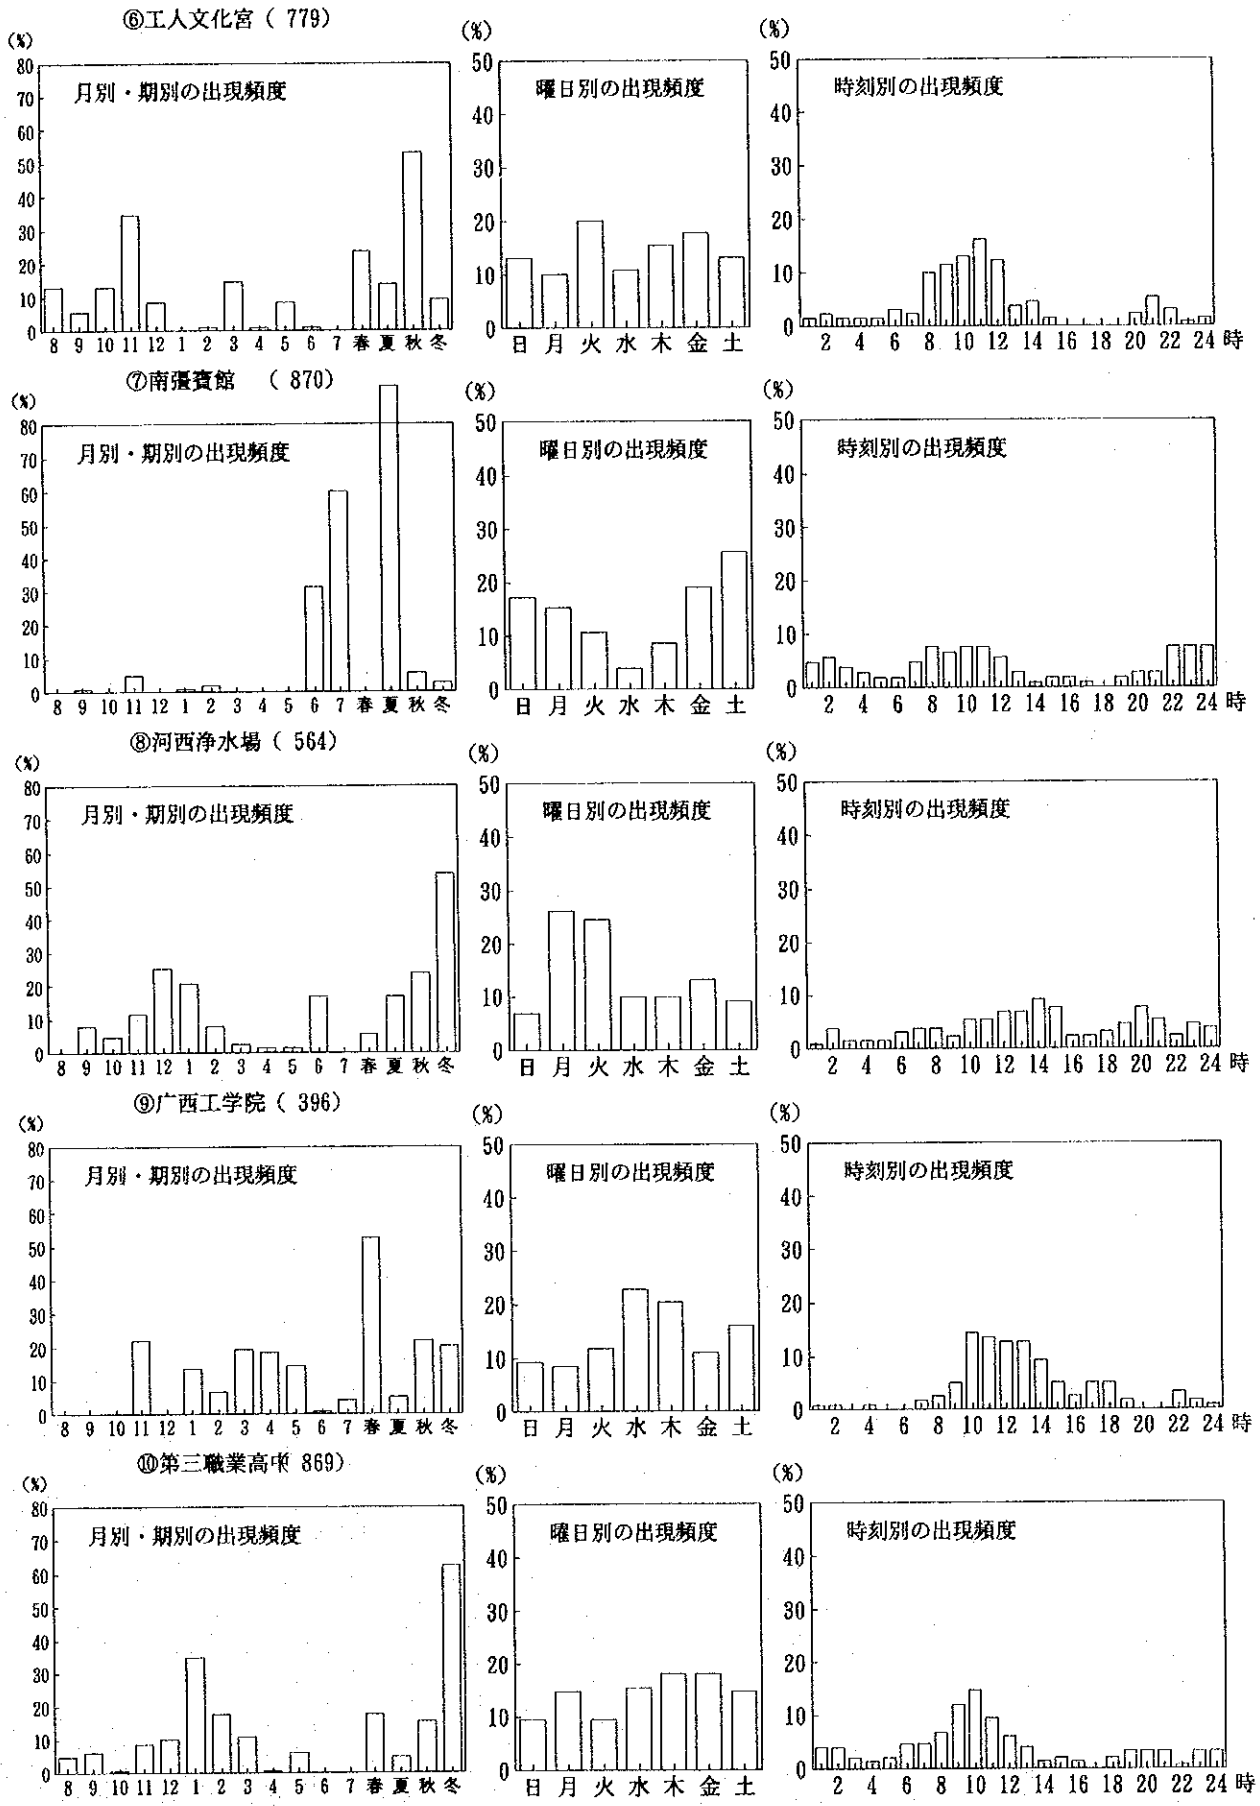 ⑥工人文化宮 ( 779)
(%) (%) (%)
月別・期別の出現頻度 曜日別の出現頻度 時刻別の出現頻度
80 70 60 50 40 30 20 10 0
50 40 30 20 10 0
50 40 30 20 10 0
8 9 10 11 12 1 2 3 4 5 6 7 春 夏 秋 冬
日 月 火 水 木 金 土
2 4 6 8 10 12 14 16 18 20 22 24 時
⑦南張賓館 ( 870)
(%) (%) (%)
月別・期別の出現頻度 曜日別の出現頻度 時刻別の出現頻度
80 70 60 50 40 30 20 10 0
50 40 30 20 10 0
50 40 30 20 10 0
8 9 10 11 12 1 2 3 4 5 6 7 春 夏 秋 冬
日 月 火 水 木 金 土
2 4 6 8 10 12 14 16 18 20 22 24 時
⑧河西浄水場 ( 564)
(%) (%) (%)
月別・期別の出現頻度 曜日別の出現頻度 時刻別の出現頻度
80 70 60 50 40 30 20 10 0
50 40 30 20 10 0
50 40 30 20 10 0
8 9 10 11 12 1 2 3 4 5 6 7 春 夏 秋 冬
日 月 火 水 木 金 土
2 4 6 8 10 12 14 16 18 20 22 24 時
⑨广西工学院 ( 396)
(%) (%) (%)
月別・期別の出現頻度 曜日別の出現頻度 時刻別の出現頻度
80 70 60 50 40 30 20 10 0
50 40 30 20 10 0
50 40 30 20 10 0
8 9 10 11 12 1 2 3 4 5 6 7 春 夏 秋 冬
日 月 火 水 木 金 土
2 4 6 8 10 12 14 16 18 20 22 24 時
⑩第三職業高中( 869)
(%) (%) (%)
月別・期別の出現頻度 曜日別の出現頻度 時刻別の出現頻度
80 70 60 50 40 30 20 10 0
50 40 30 20 10 0
50 40 30 20 10 0
8 9 10 11 12 1 2 3 4 5 6 7 春 夏 秋 冬
日 月 火 水 木 金 土
2 4 6 8 10 12 14 16 18 20 22 24 時